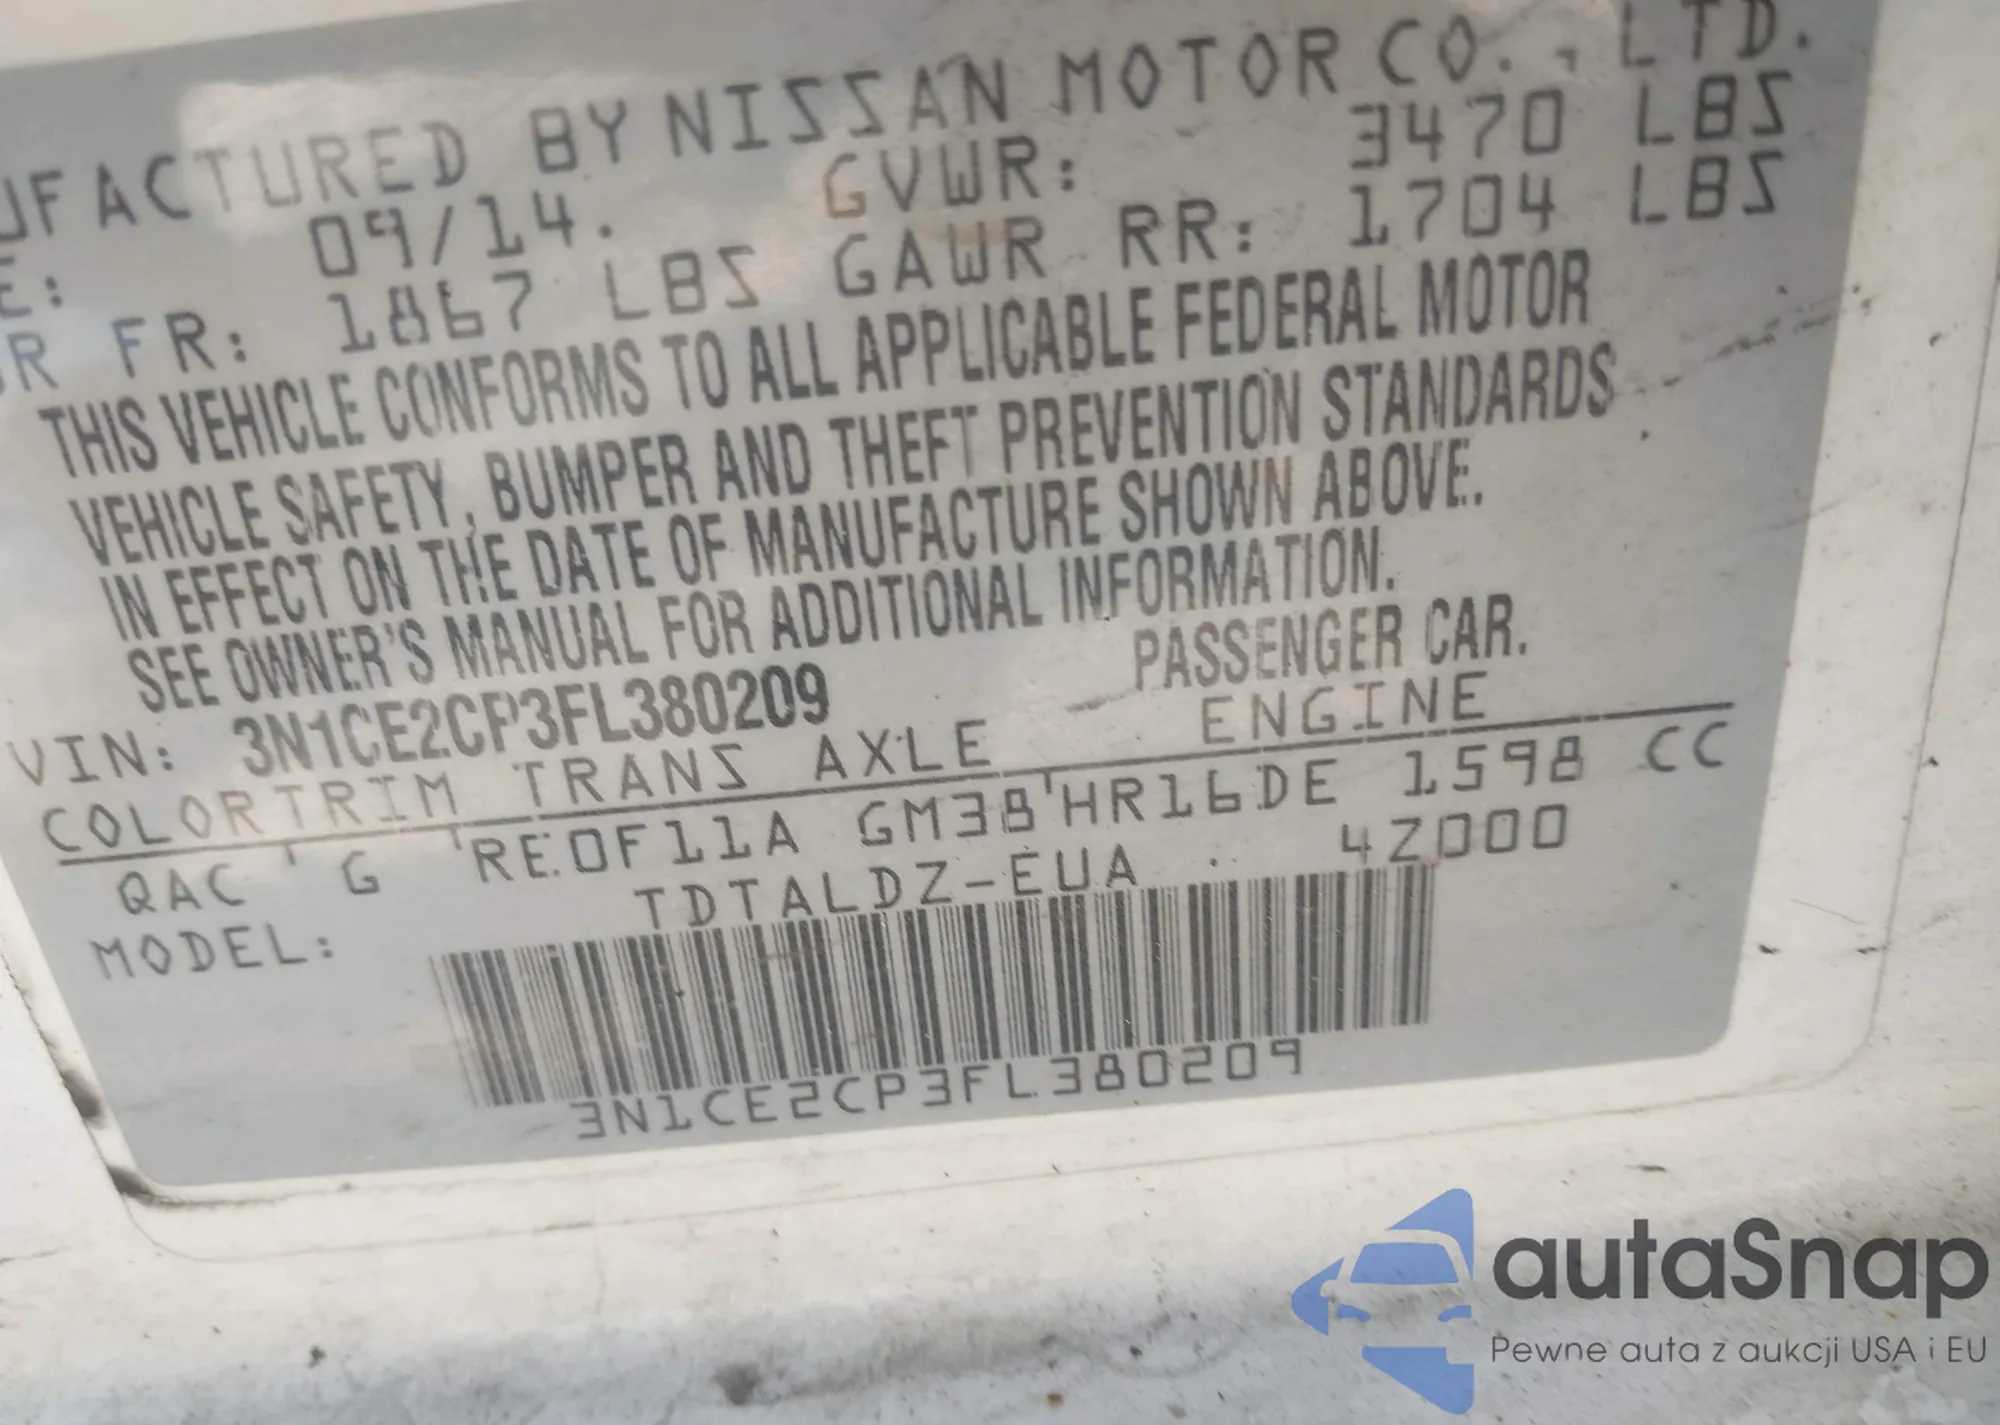 UFACTURED BY NISSAN MOTOR CO., LTD.
E: 09/14. GVWR: 3470 LBS
R FR: 1867 LBS GAWR RR: 1704 LBS
THIS VEHICLE CONFORMS TO ALL APPLICABLE FEDERAL MOTOR
VEHICLE SAFETY, BUMPER AND THEFT PREVENTION STANDARDS
IN EFFECT ON THE DATE OF MANUFACTURE SHOWN ABOVE.
SEE OWNER'S MANUAL FOR ADDITIONAL INFORMATION.
VIN: 3N1CE2CP3FL380209 PASSENGER CAR.
COLOR TRIM TRANS AXLE ENGINE
QAC G RE0F11A GM38 HR16DE 1598 CC
MODEL: TDTALDZ-EUA 4Z000
3N1CE2CP3FL380209
autaSnap
Pewne auta z aukcji USA i EU